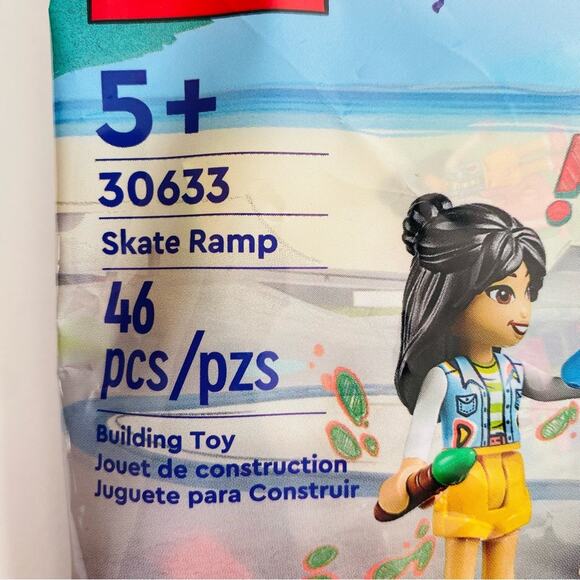 5+
30633
Skate Ramp
46
pcs/pzs
Building Toy
Jouet de construction
Juguete para Construir